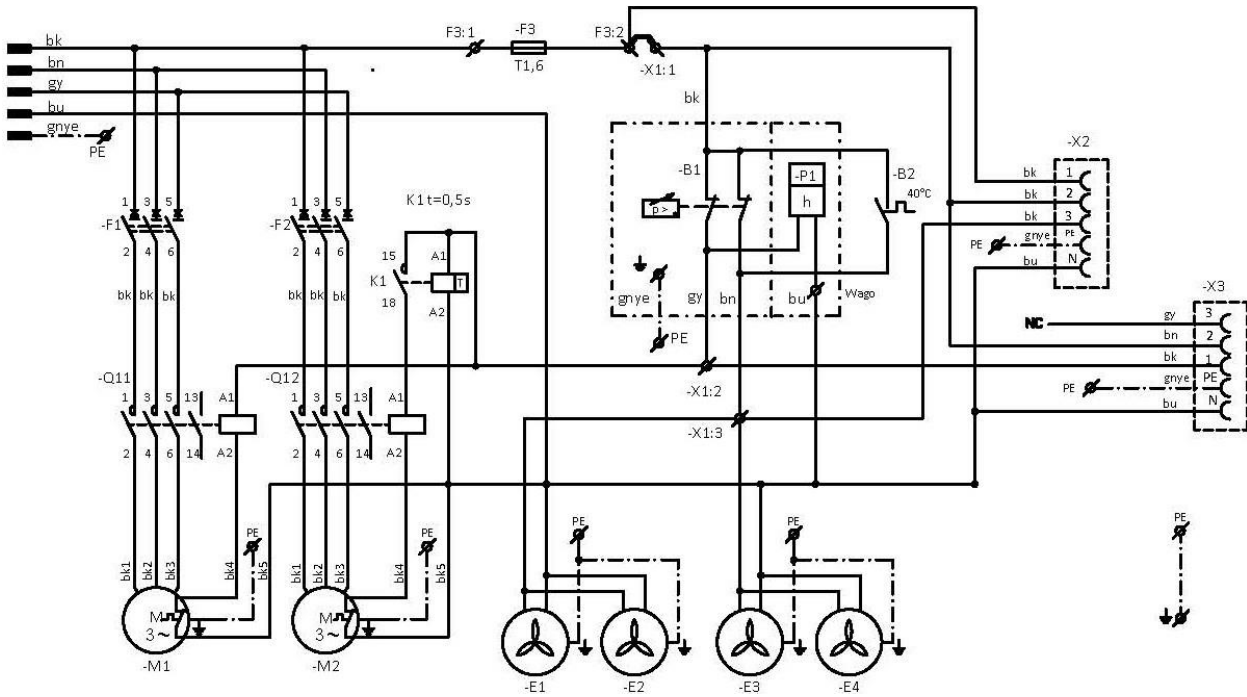 F3:1 -F3 F3:2
T1,6 -X1:1
bk
bn
gy
bu
gnye
PE
bk
-X2
-B1 -P1 -B2
40°C
p> h
bk 1
bk 2
bk 3
PE gnye PE
bu N
1 3 5
-F1
2 4 6
1 3 5
-F2
2 4 6
K1 t=0,5s
15 A1
K1 T
18 A2
bk bk bk
bk bk bk
gnye gy bn bu Wago
PE
-X3
NC gy 3
bn 2
bk 1
PE gnye PE
bu N
-X1:2
-X1:3
-Q11
1 3 5 13 A1
2 4 6 14 A2
-Q12
1 3 5 13 A1
2 4 6 14 A2
PE PE PE PE PE
bk1 bk2 bk3 bk4 bk5
bk1 bk2 bk3 bk4 bk5
M
3~
M
3~
-M1 -M2 -E1 -E2 -E3 -E4